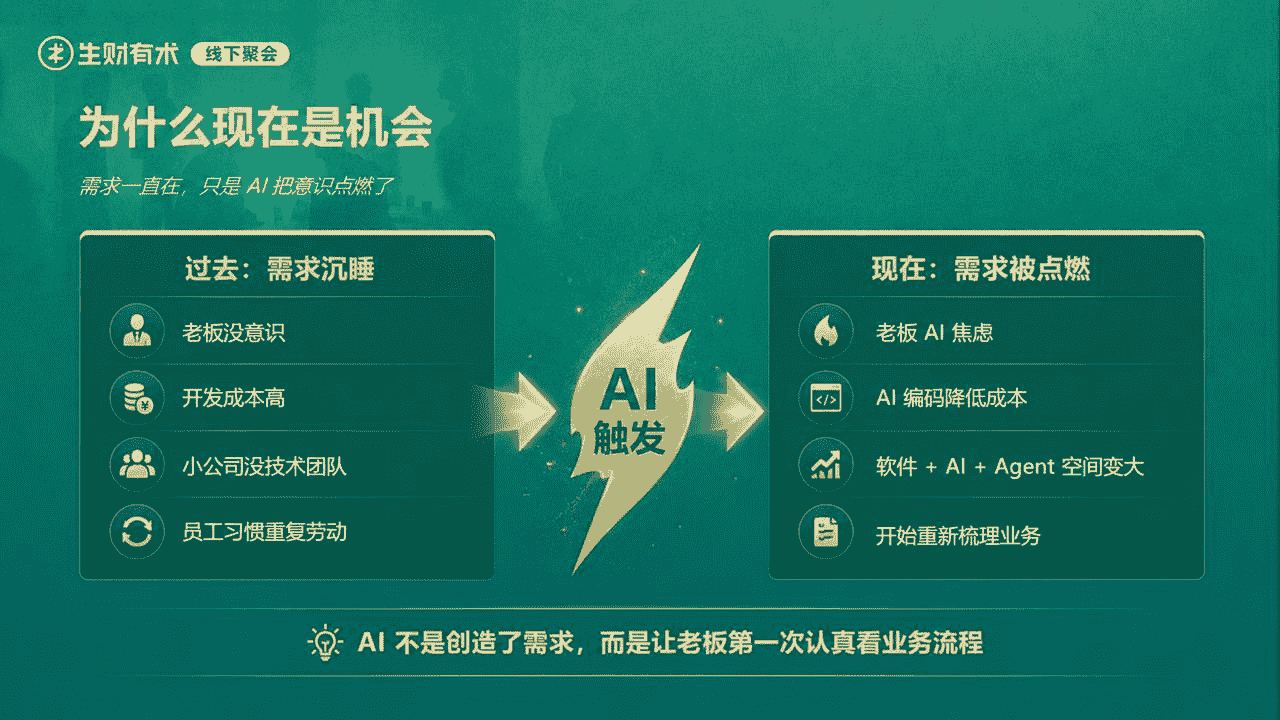 生财有术 线下聚会
为什么现在是机会
需求一直在，只是 AI 把意识点燃了
过去：需求沉睡
老板没意识
开发成本高
小公司没技术团队
员工习惯重复劳动
AI
触发
现在：需求被点燃
老板 AI 焦虑
AI 编码降低成本
软件 + AI + Agent 空间变大
开始重新梳理业务
AI 不是创造了需求，而是让老板第一次认真看业务流程